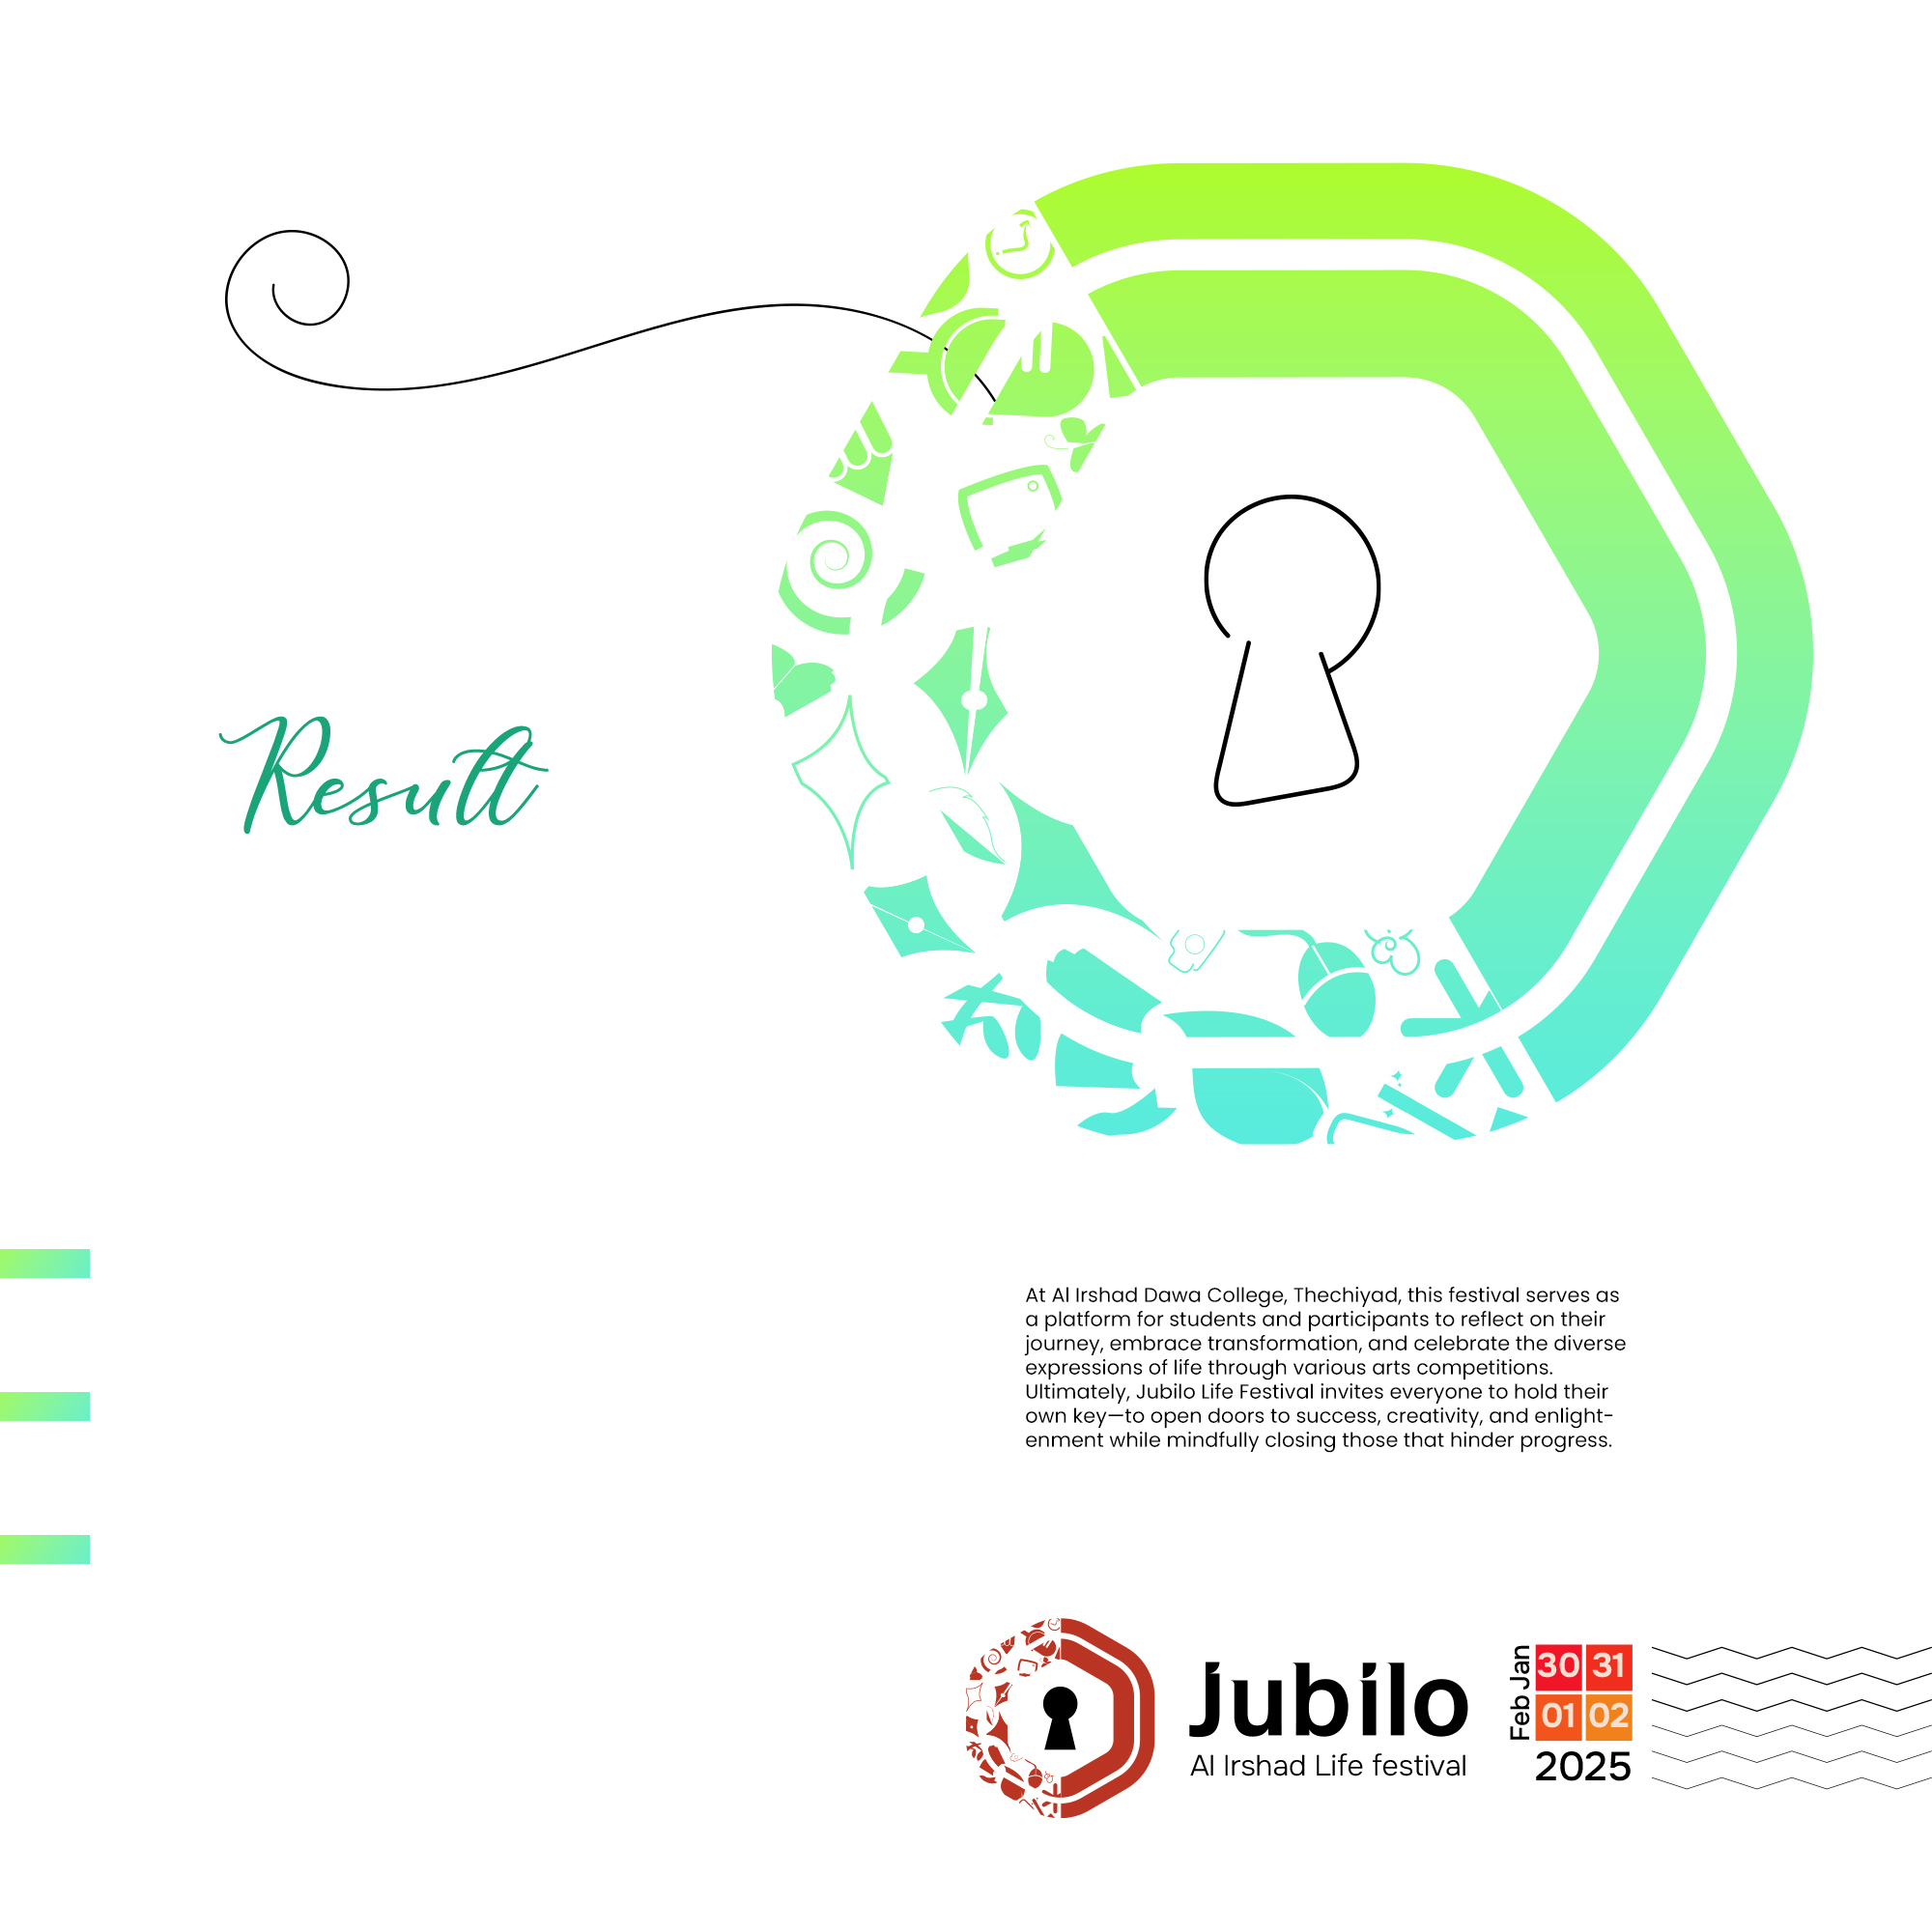 Result
At Al Irshad Dawa College, Thechiyad, this festival serves as
a platform for students and participants to reflect on their
journey, embrace transformation, and celebrate the diverse
expressions of life through various arts competitions.
Ultimately, Jubilo Life Festival invites everyone to hold their
own key—to open doors to success, creativity, and enlight-
enment while mindfully closing those that hinder progress.
Jubilo
Al Irshad Life festival
Jan 30 31
Feb 01 02
2025